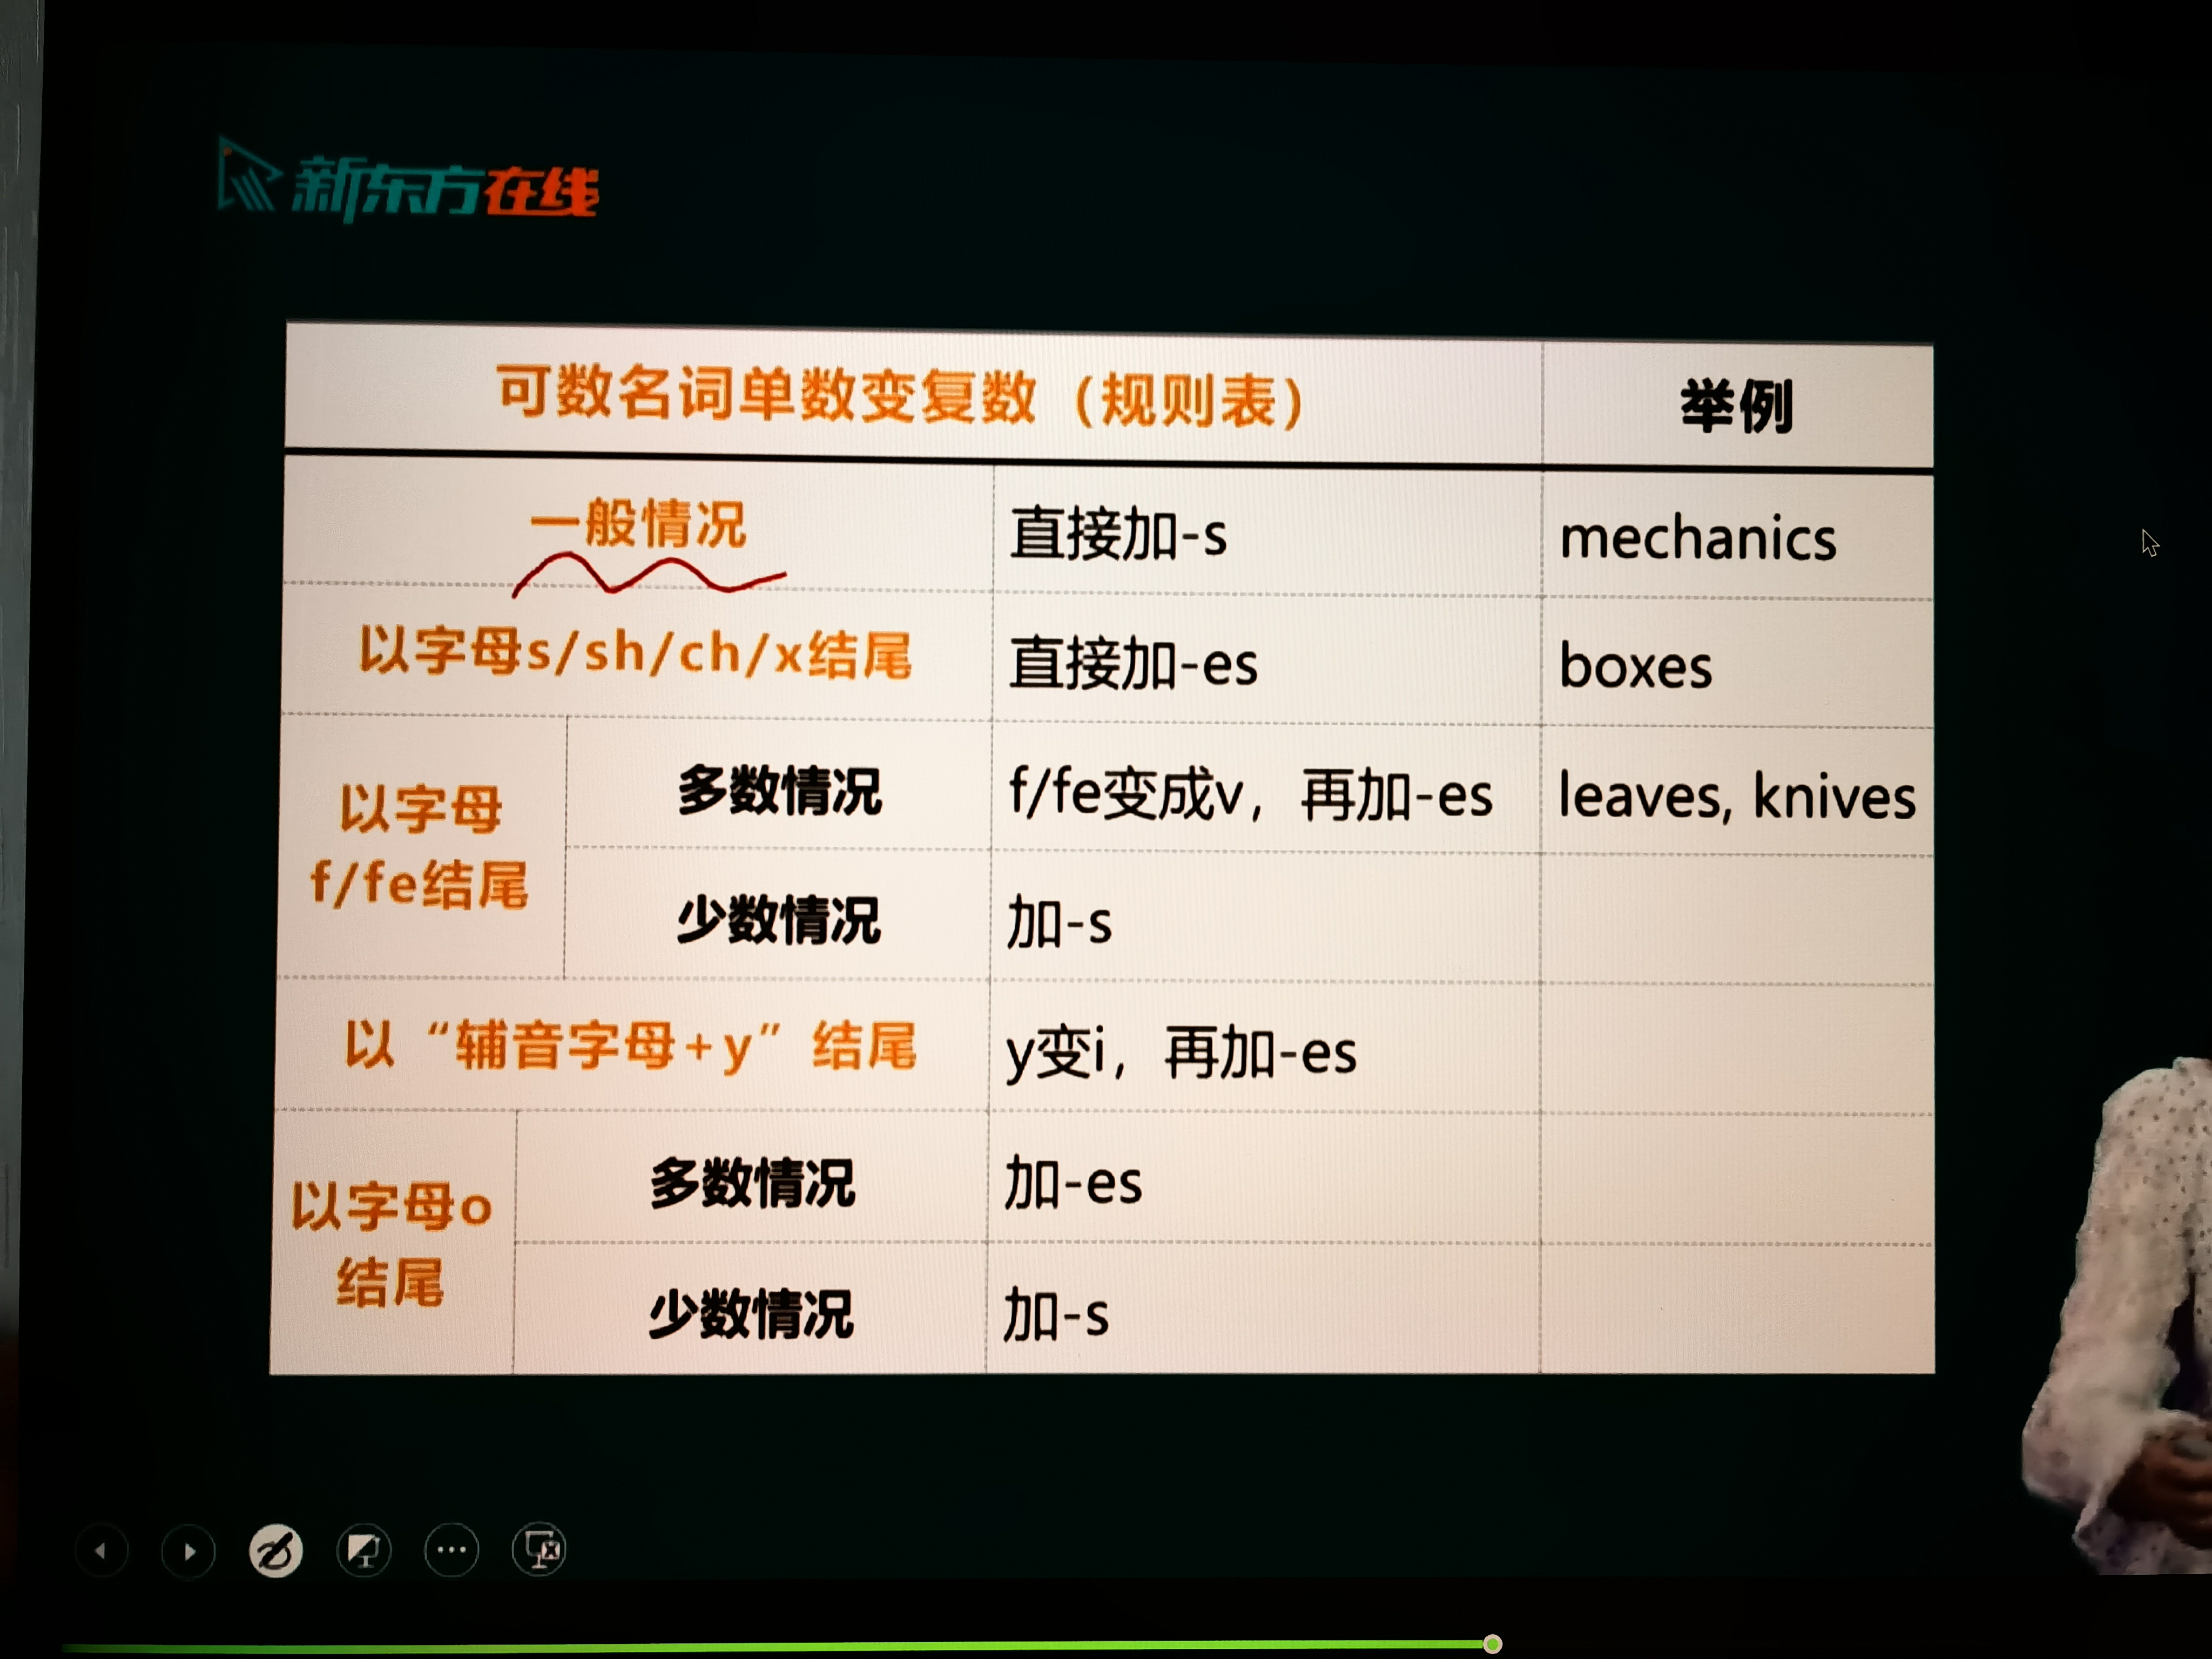 新东方在线
可数名词单数变复数（规则表） 举例
一般情况 直接加-s mechanics
以字母s/sh/ch/x结尾 直接加-es boxes
以字母
f/fe结尾
多数情况 f/fe变成v，再加-es leaves, knives
少数情况 加-s
以“辅音字母+y”结尾 y变i，再加-es
以字母o
结尾
多数情况 加-es
少数情况 加-s